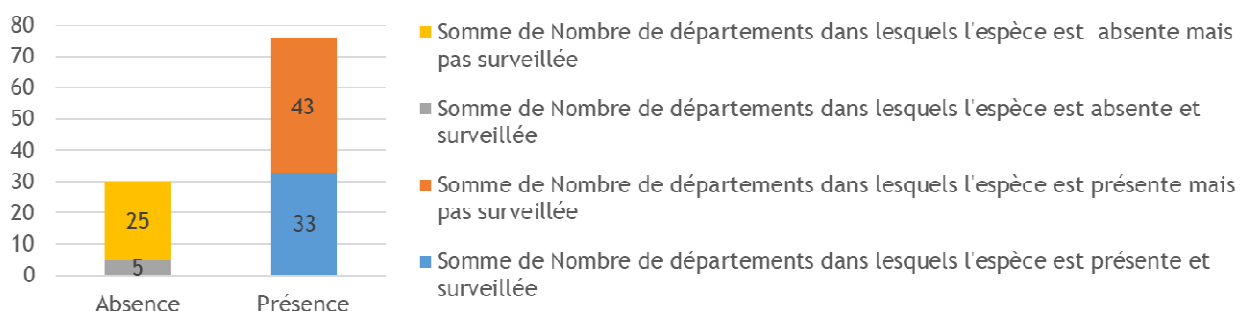 80
70
60
50
40
30
20
10
0
25
5
43
33
Absence
Présence
Somme de Nombre de départements dans lesquels l'espèce est absente mais
pas surveillée
Somme de Nombre de départements dans lesquels l'espèce est absente et
surveillée
Somme de Nombre de départements dans lesquels l'espèce est présente mais
pas surveillée
Somme de Nombre de départements dans lesquels l'espèce est présente et
surveillée